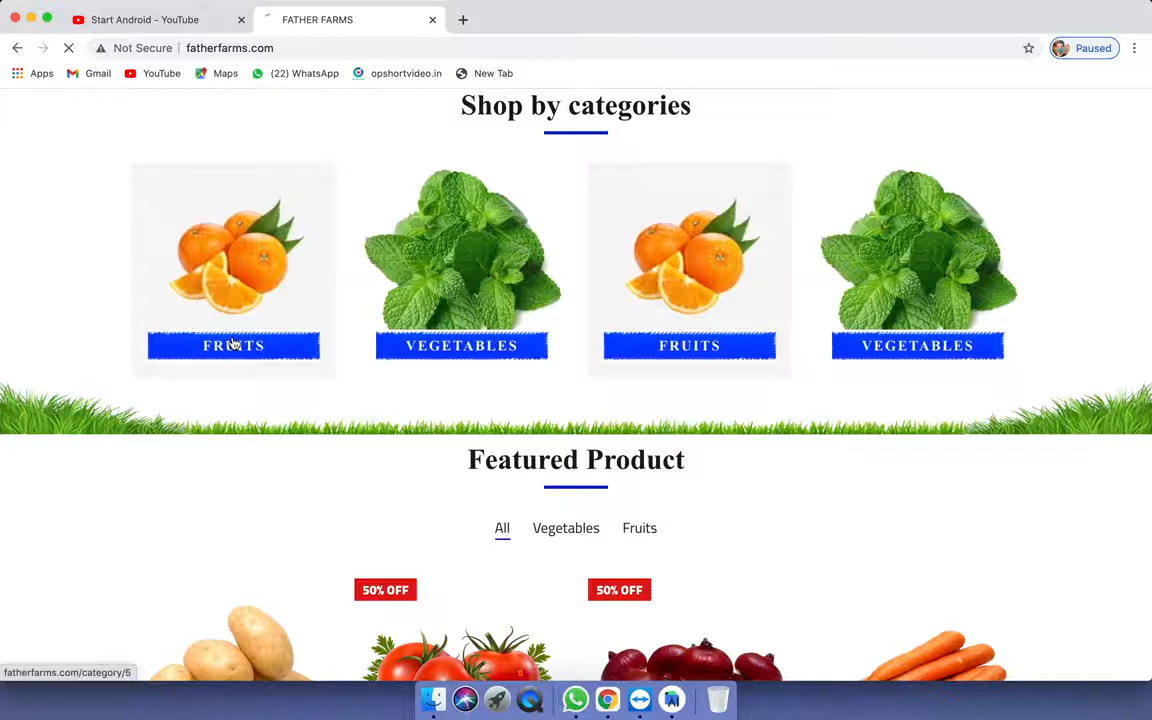 Start Android - YouTube
FATHER FARMS
Not Secure | fatherfarms.com
Paused
Apps Gmail YouTube Maps (22) WhatsApp opshortvideo.in New Tab
Shop by categories
FRUITS VEGETABLES FRUITS VEGETABLES
Featured Product
All Vegetables Fruits
50% OFF 50% OFF
fatherfarms.com/category/5